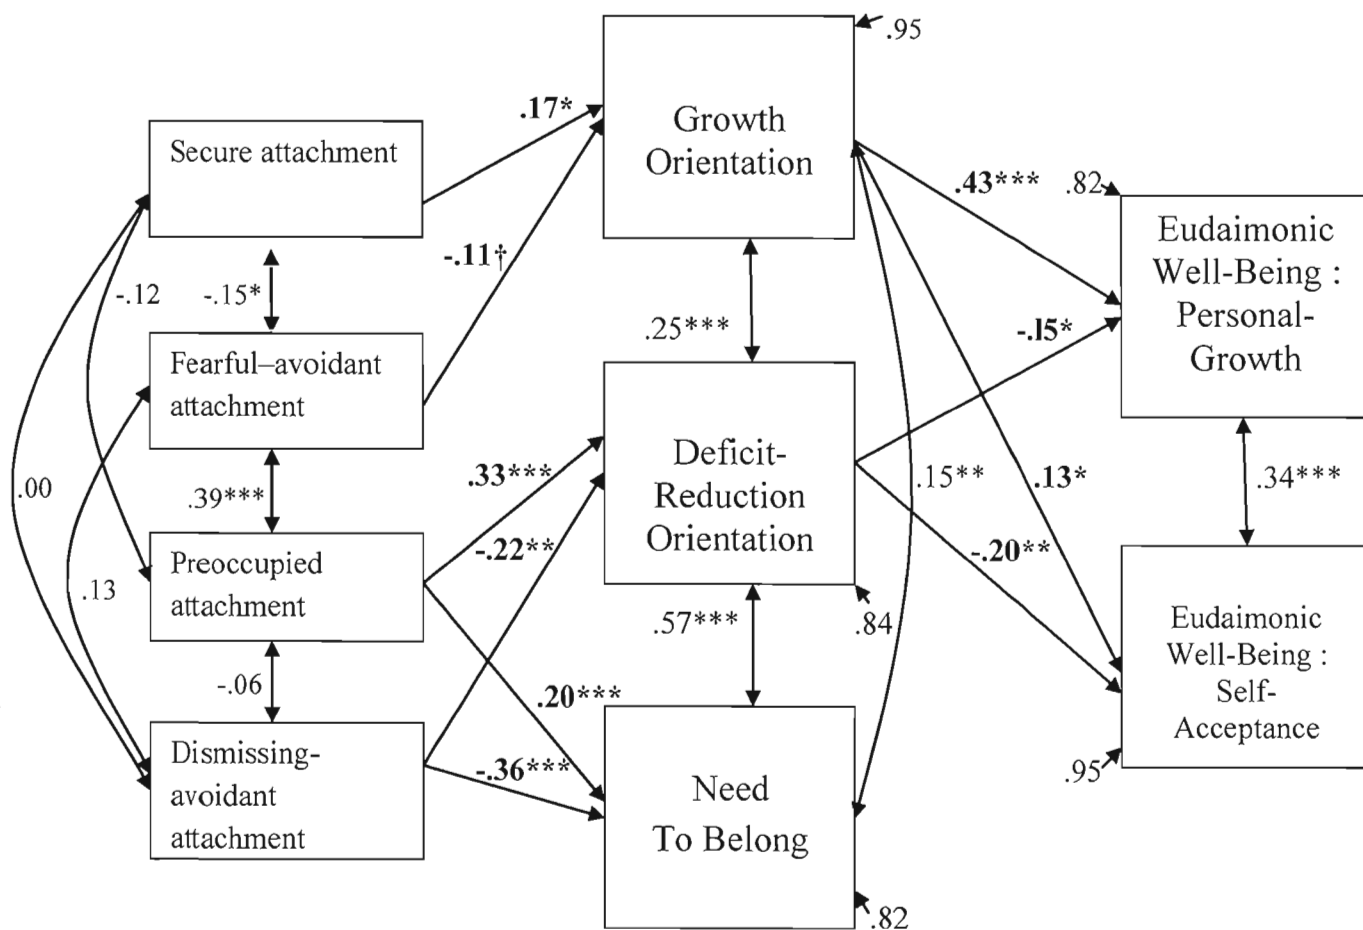 .95
Growth
Orientation
.17*
Secure attachment
-.11†
.43***
.82
Eudaimonic
Well-Being :
Personal-
Growth
-.12
-.15*
.25***
-.l5*
Fearful–avoidant
attachment
Deficit-
Reduction
Orientation
.33***
.15**
.13*
.34***
.00
.39***
-.22**
-.20**
Preoccupied
attachment
.13
.57***
.84
Eudaimonic
Well-Being :
Self-
Acceptance
-.06
.20***
.95
Dismissing-
avoidant
attachment
-.36***
Need
To Belong
.82